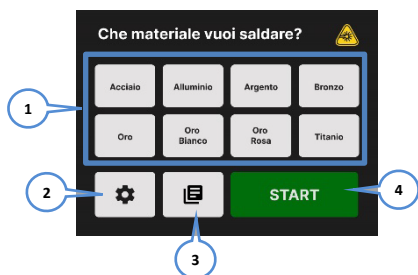 Che materiale vuoi saldare?
Acciaio Alluminio Argento Bronzo
1
Oro Oro Bianco Oro Rosa Titanio
2
START
4
3